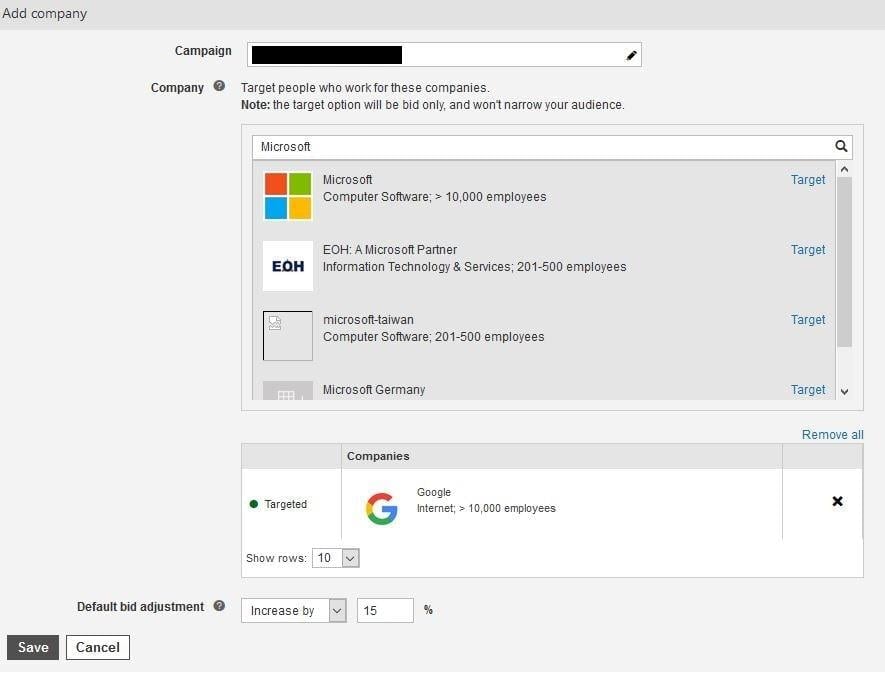 Add company
Campaign
Company
Target people who work for these companies.
Note: the target option will be bid only, and won't narrow your audience.
Microsoft
Microsoft
Computer Software; > 10,000 employees
Target
EOH
EOH: A Microsoft Partner
Information Technology & Services; 201-500 employees
Target
microsoft-taiwan
Computer Software; 201-500 employees
Target
Microsoft Germany
Target
Remove all
Companies
Targeted
Google
Internet; > 10,000 employees
Show rows: 10
Default bid adjustment
Increase by 15 %
Save Cancel